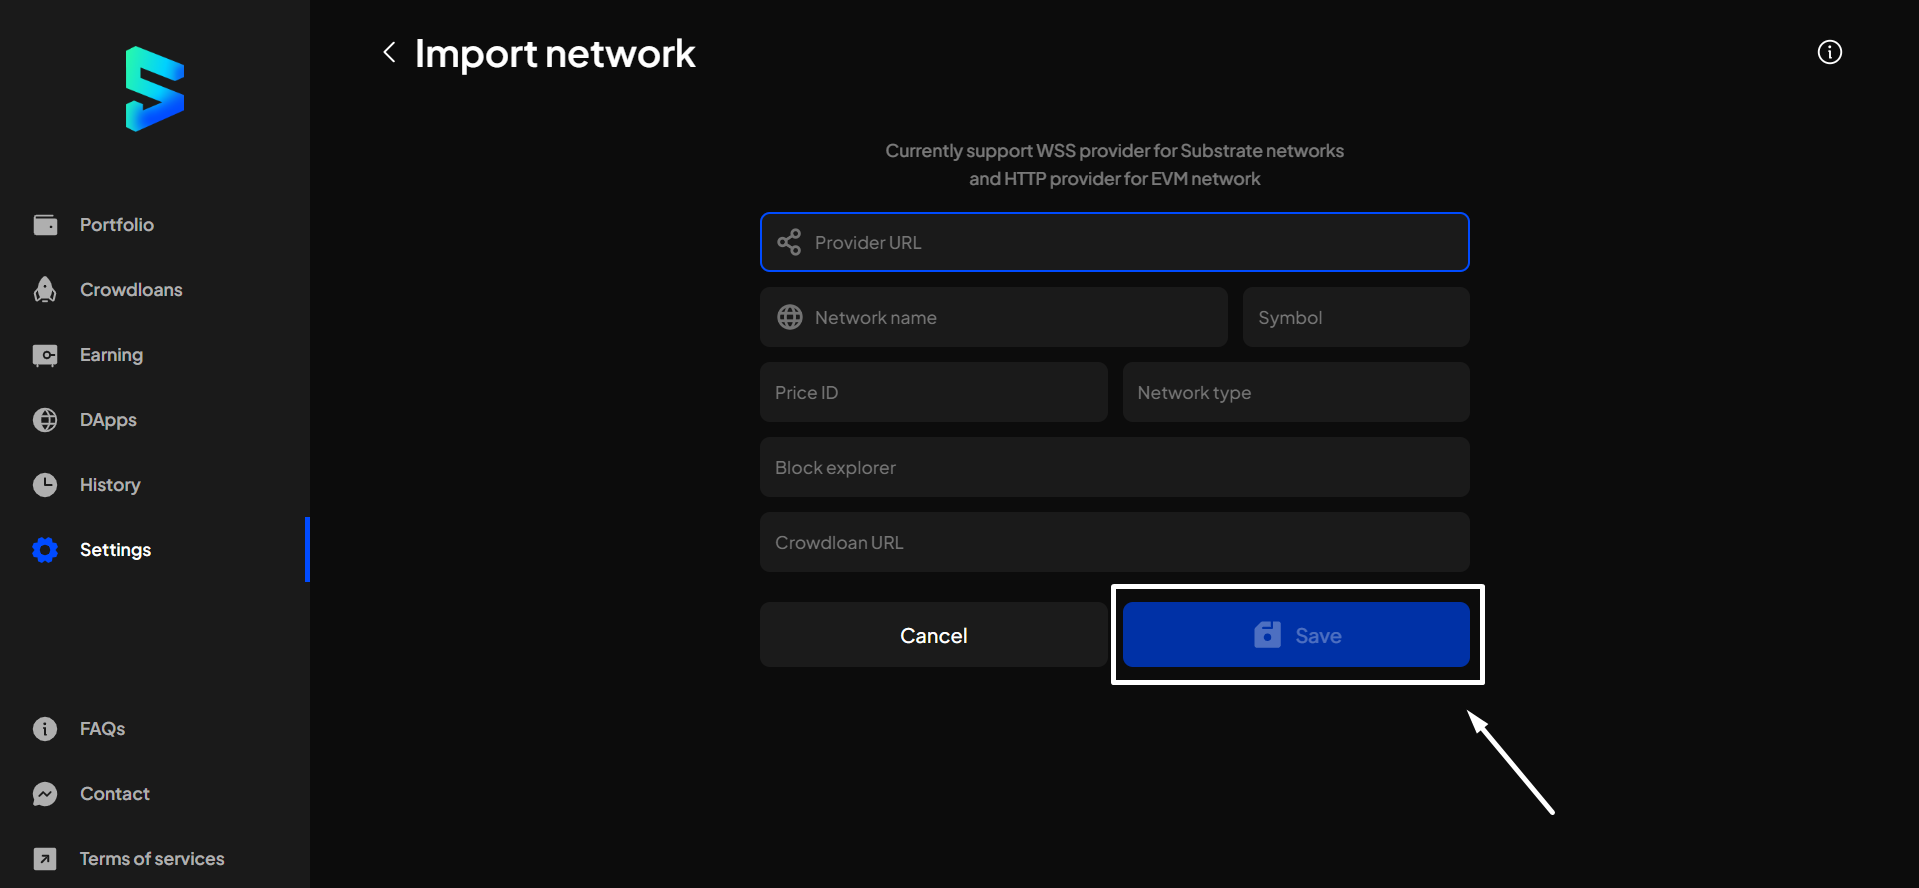 Import network
Portfolio
Crowdloans
Earning
DApps
History
Settings
FAQs
Contact
Terms of services
Currently support WSS provider for Substrate networks
and HTTP provider for EVM network
Provider URL
Network name
Symbol
Price ID
Network type
Block explorer
Crowdloan URL
Cancel
Save